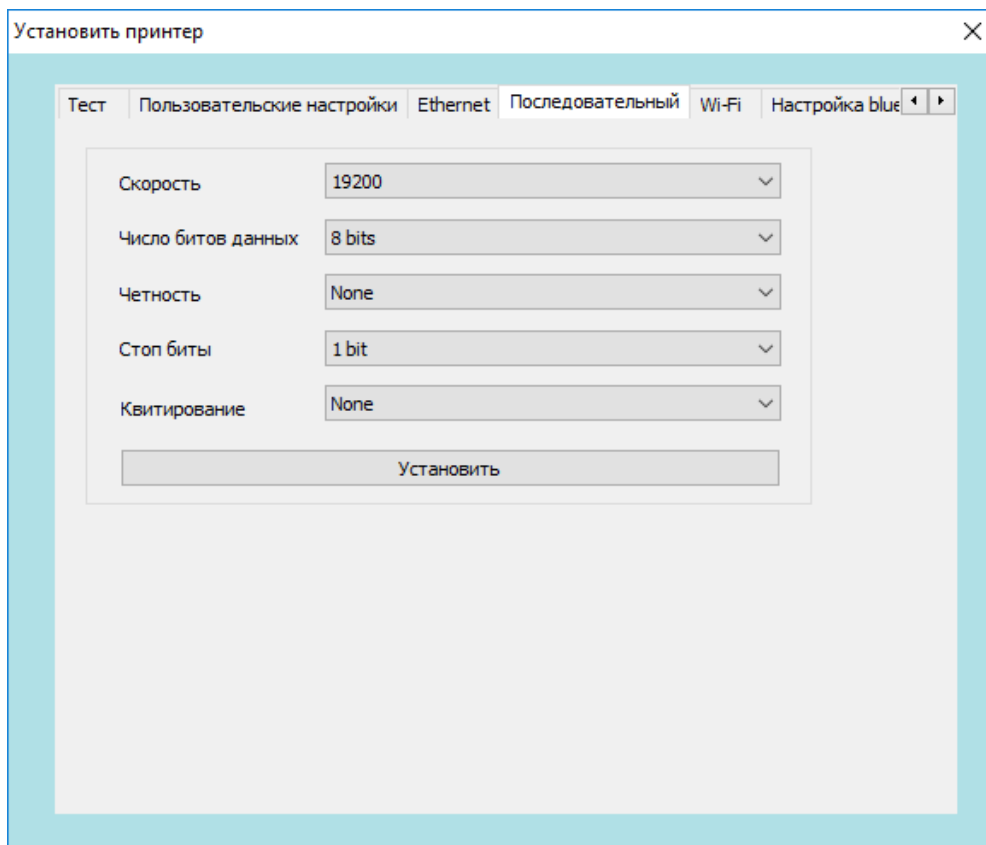 Установить принтер
Тест Пользовательские настройки Ethernet Последовательный Wi-Fi Настройка blue
Скорость 19200
Число битов данных 8 bits
Четность None
Стоп биты 1 bit
Квитирование None
Установить